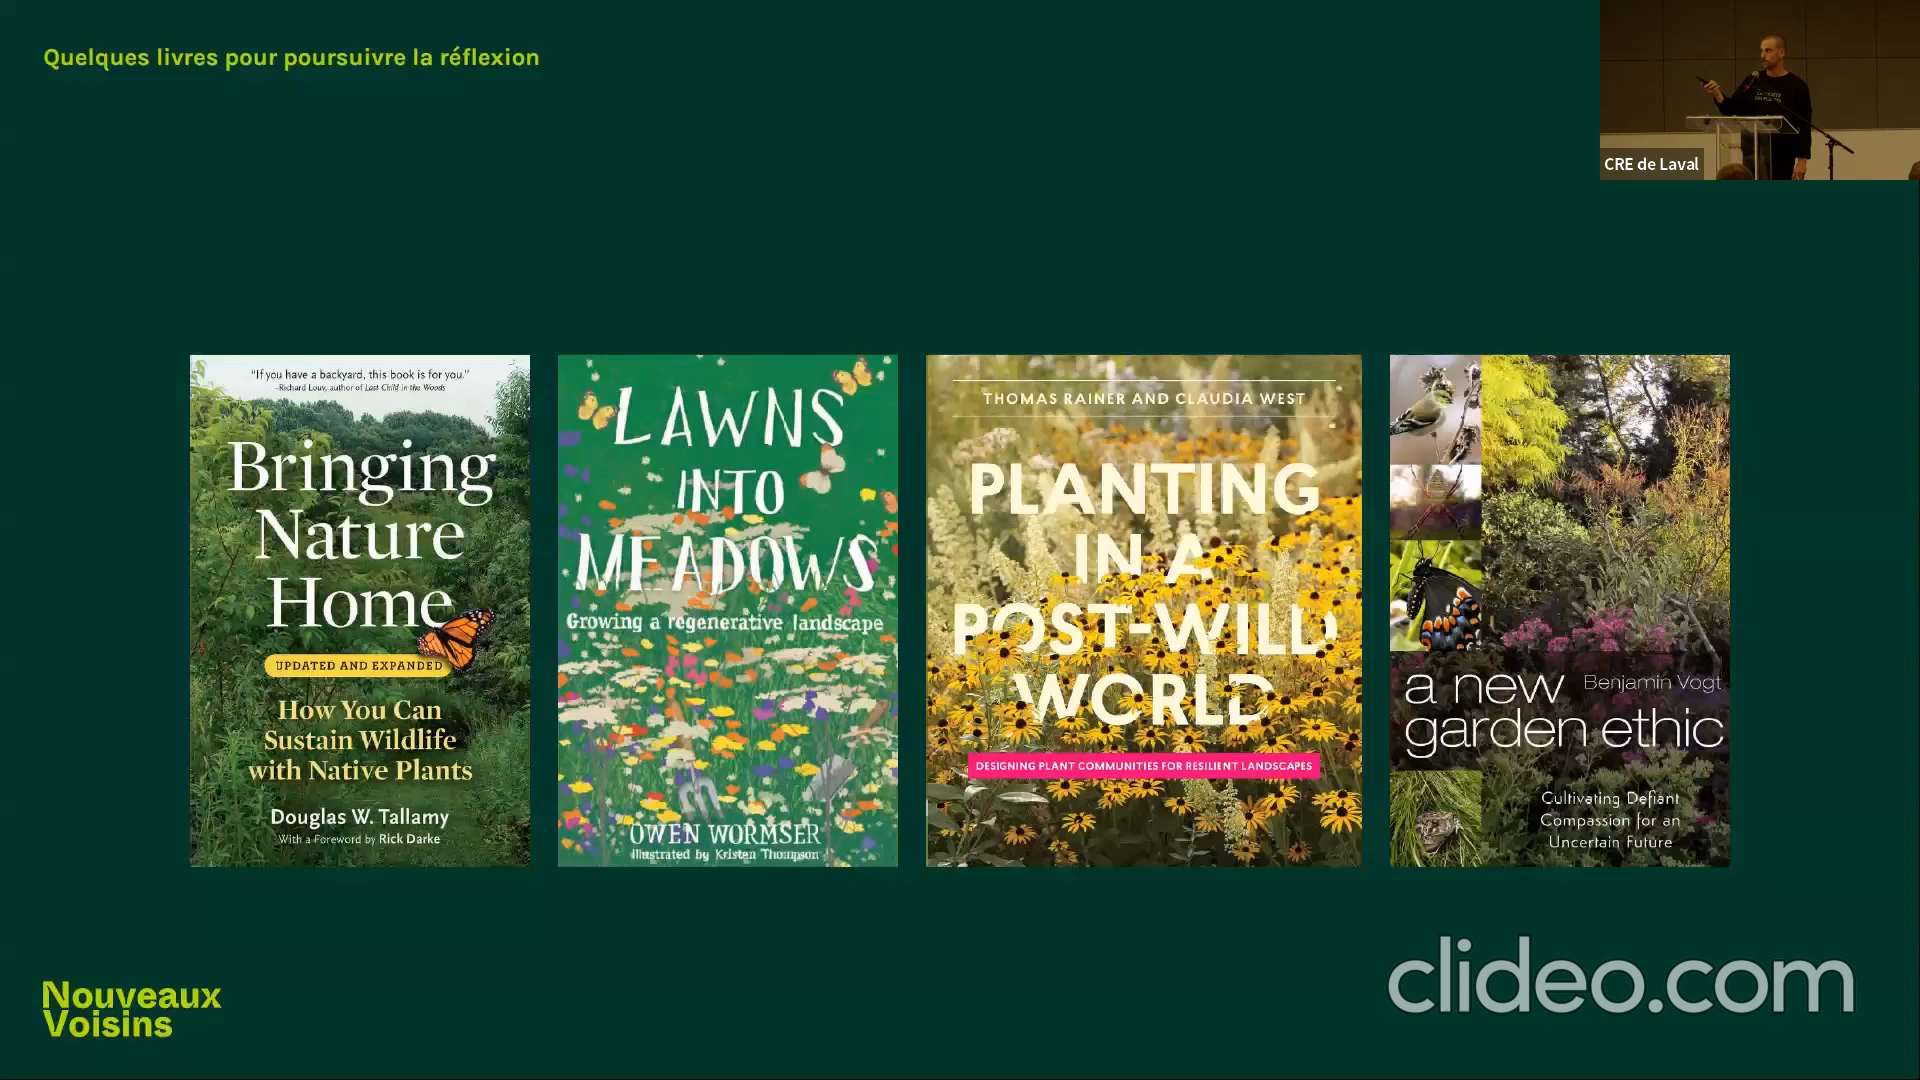 Quelques livres pour poursuivre la réflexion
CRE de Laval
"If you have a backyard, this book is for you."
–Richard Louv, author of Last Child in the Woods
Bringing
Nature
Home
UPDATED AND EXPANDED
How You Can
Sustain Wildlife
with Native Plants
Douglas W. Tallamy
With a Foreword by Rick Darke
LAWNS
INTO
MEADOWS
Growing a regenerative landscape
OWEN WORMSER
Illustrated by Kristen Thompson
THOMAS RAINER AND CLAUDIA WEST
PLANTING
IN A
POST-WILD
WORLD
DESIGNING PLANT COMMUNITIES FOR RESILIENT LANDSCAPES
a new
Benjamin Vogt
garden ethic
Cultivating Defiant
Compassion for an
Uncertain Future
Nouveaux
Voisins
clideo.com